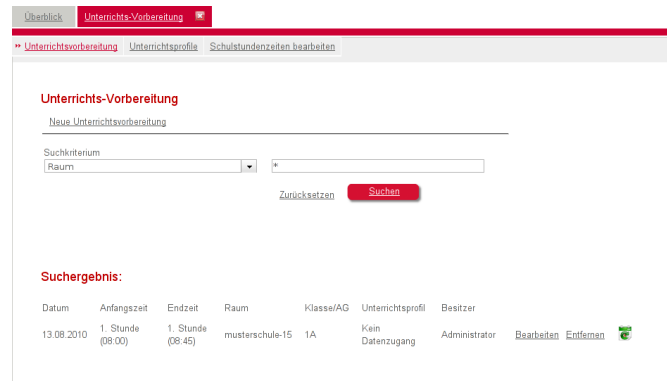 Überblick Unterrichts-Vorbereitung
Unterrichtsvorbereitung Unterrichtsprofile Schulstundenzeiten bearbeiten
Unterrichts-Vorbereitung
Neue Unterrichtsvorbereitung
Suchkriterium
Raum *
Zurücksetzen Suchen
Suchergebnis:
Datum Anfangszeit Endzeit Raum Klasse/AG Unterrichtsprofil Besitzer
13.08.2010 1. Stunde (08:00) 1. Stunde (08:45) musterschule-15 1A Kein Datenzugang Administrator Bearbeiten Entfernen